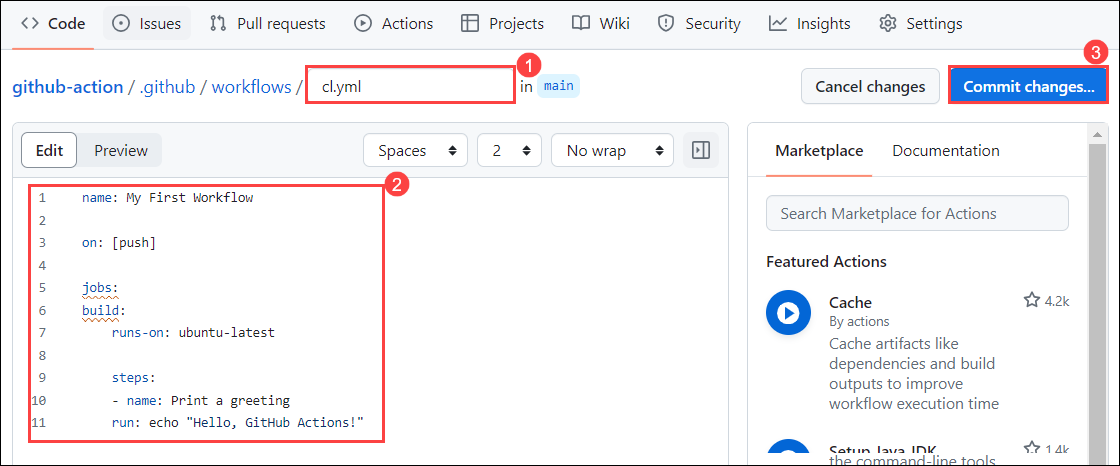 Code Issues Pull requests Actions Projects Wiki Security Insights Settings
1
3
github-action / .github / workflows / cl.yml in main Cancel changes Commit changes...
Edit Preview Spaces 2 No wrap
2
1 name: My First Workflow
2
3 on: [push]
4
5 jobs:
6 build:
7 runs-on: ubuntu-latest
8
9 steps:
10 - name: Print a greeting
11 run: echo "Hello, GitHub Actions!"
Marketplace Documentation
Search Marketplace for Actions
Featured Actions
Cache 4.2k
By actions
Cache artifacts like
dependencies and build
outputs to improve
workflow execution time
Setup Java JDK 1.4k
the command-line tools